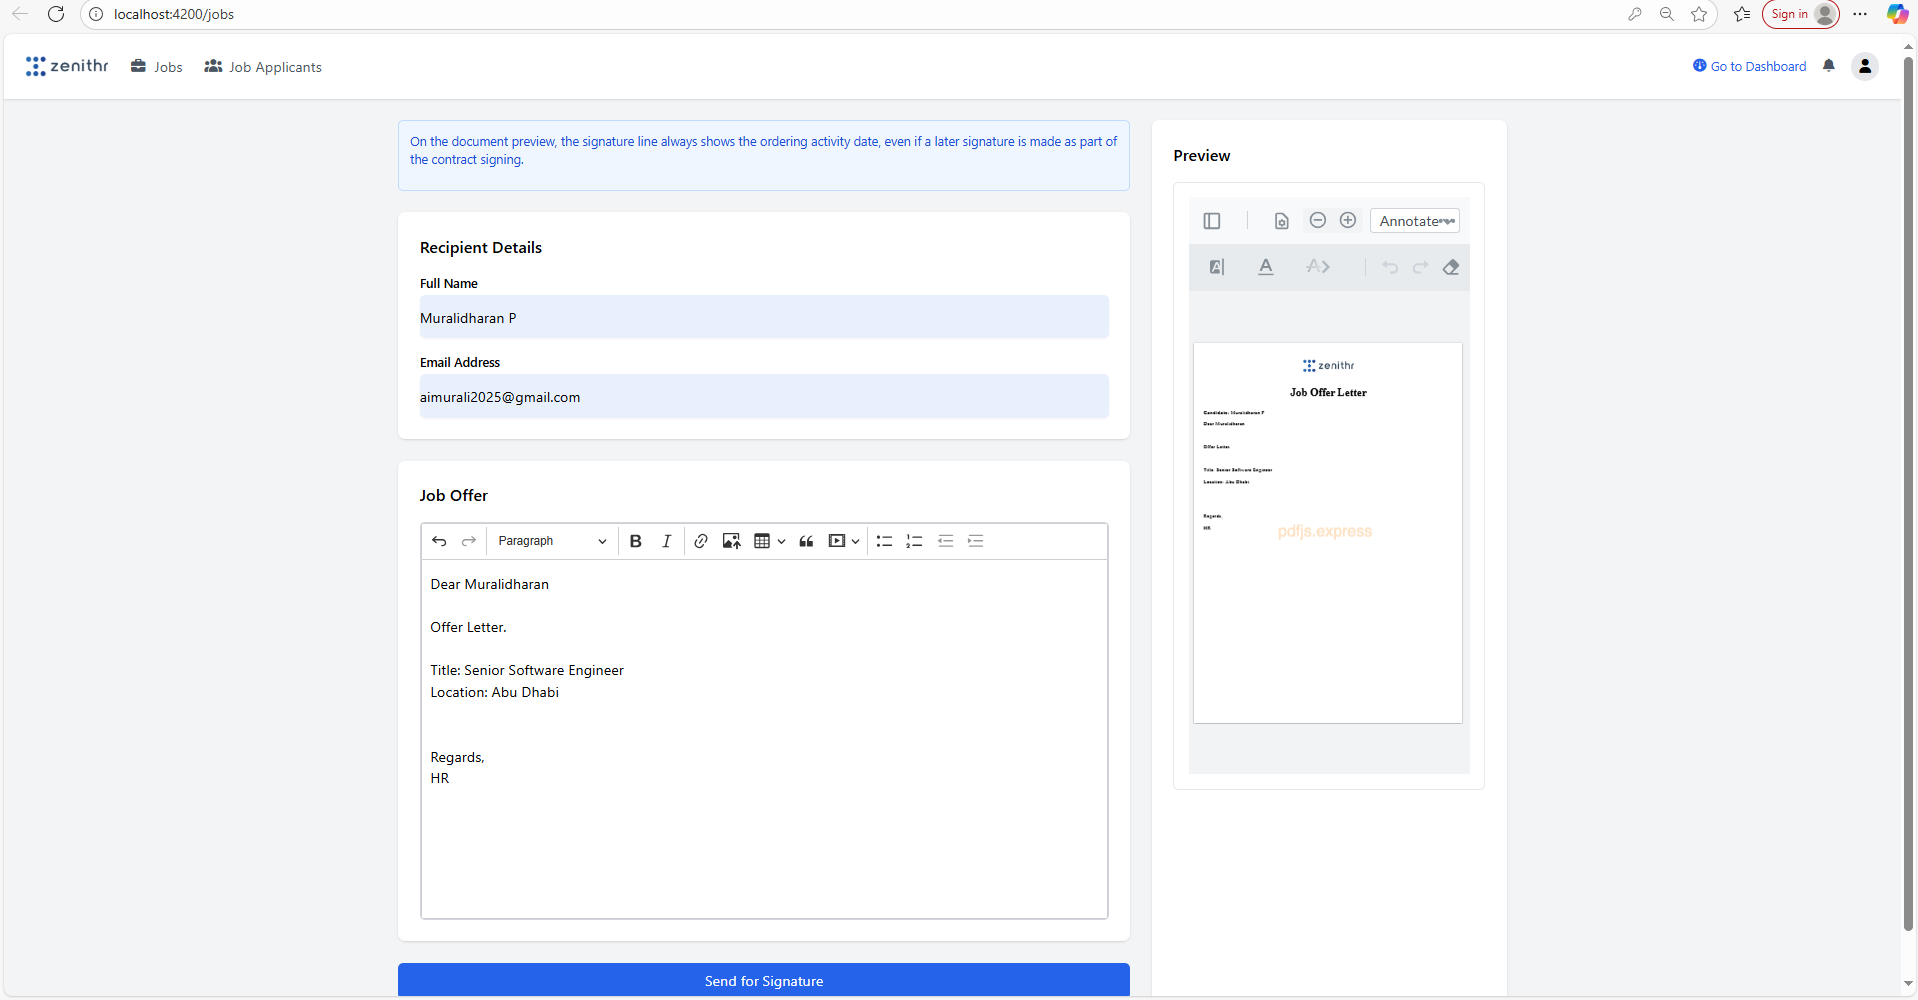 localhost:4200/jobs
Sign in
zenithr
Jobs
Job Applicants
Go to Dashboard
On the document preview, the signature line always shows the ordering activity date, even if a later signature is made as part of
the contract signing.
Recipient Details
Full Name
Muralidharan P
Email Address
aimurali2025@gmail.com
Job Offer
Paragraph
Dear Muralidharan
Offer Letter.
Title: Senior Software Engineer
Location: Abu Dhabi
Regards,
HR
Send for Signature
Preview
Annotate
zenithr
Job Offer Letter
Candidate: Muralidharan P
Dear Muralidharan
Offer Letter.
Title: Senior Software Engineer
Location: Abu Dhabi
Regards,
HR
pdfjs.express